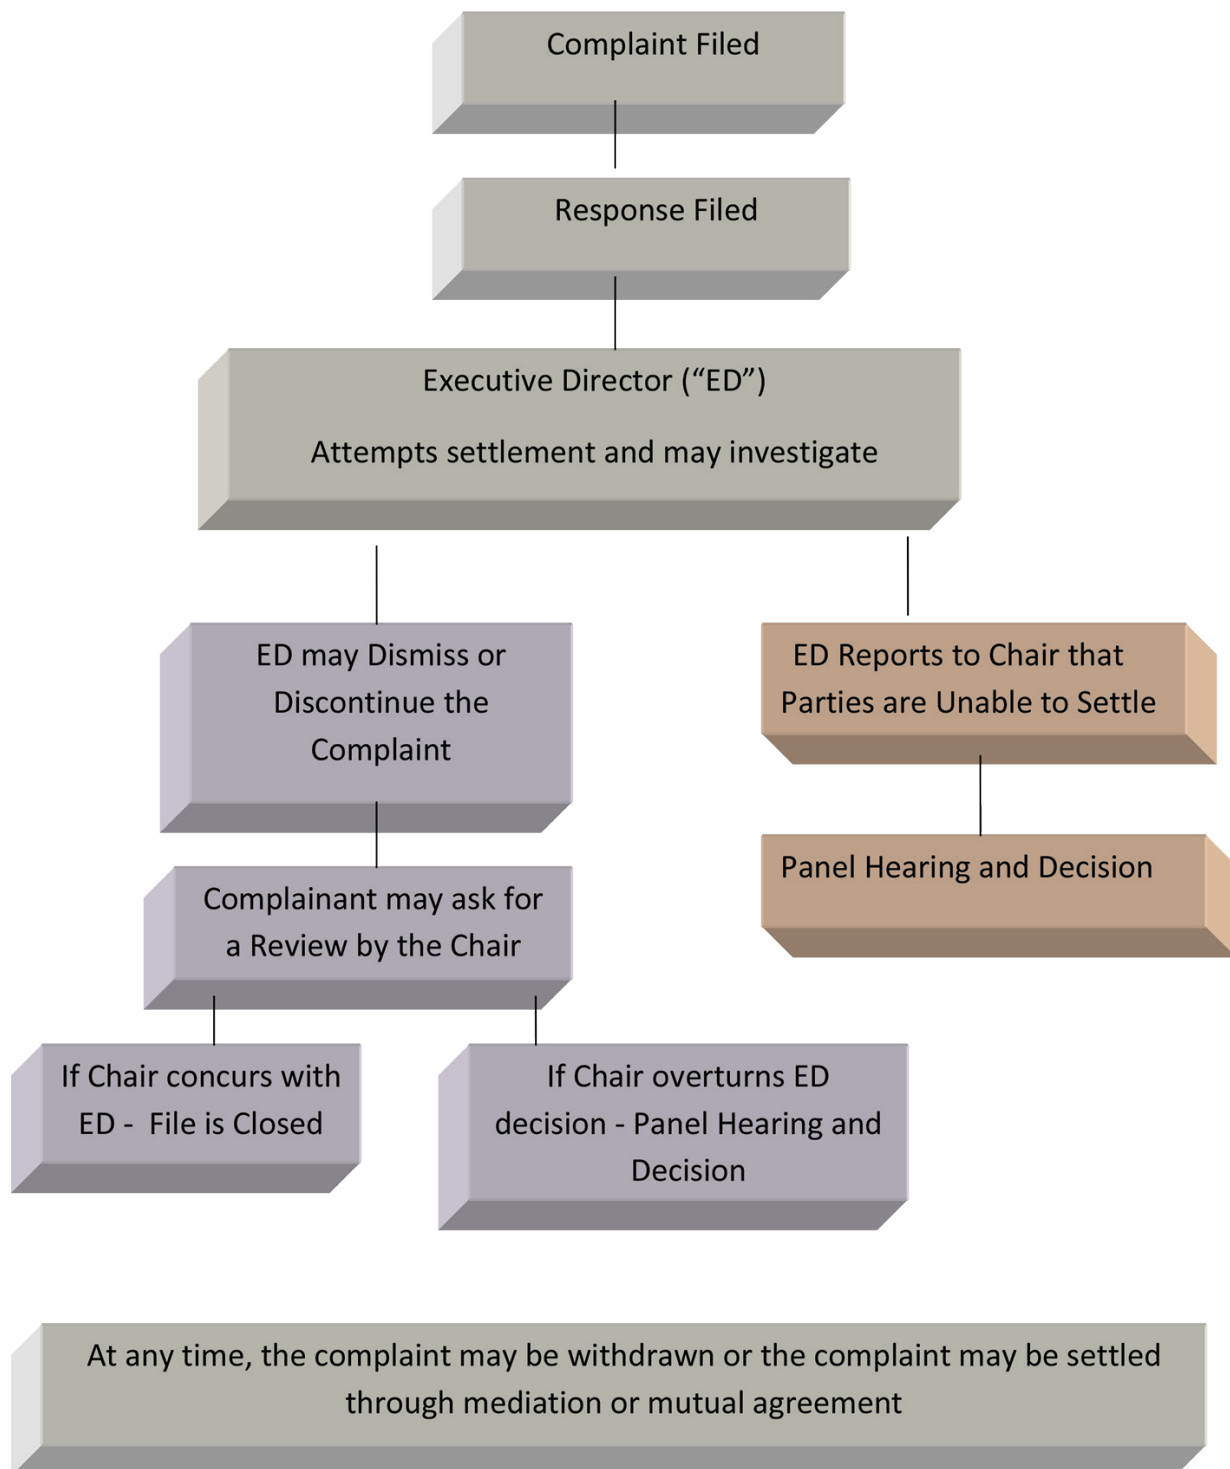 Complaint Filed
Response Filed
Executive Director (“ED”)
Attempts settlement and may investigate
ED may Dismiss or
Discontinue the
Complaint
ED Reports to Chair that
Parties are Unable to Settle
Complainant may ask for
a Review by the Chair
Panel Hearing and Decision
If Chair concurs with
ED -  File is Closed
If Chair overturns ED
decision - Panel Hearing and
Decision
At any time, the complaint may be withdrawn or the complaint may be settled
through mediation or mutual agreement